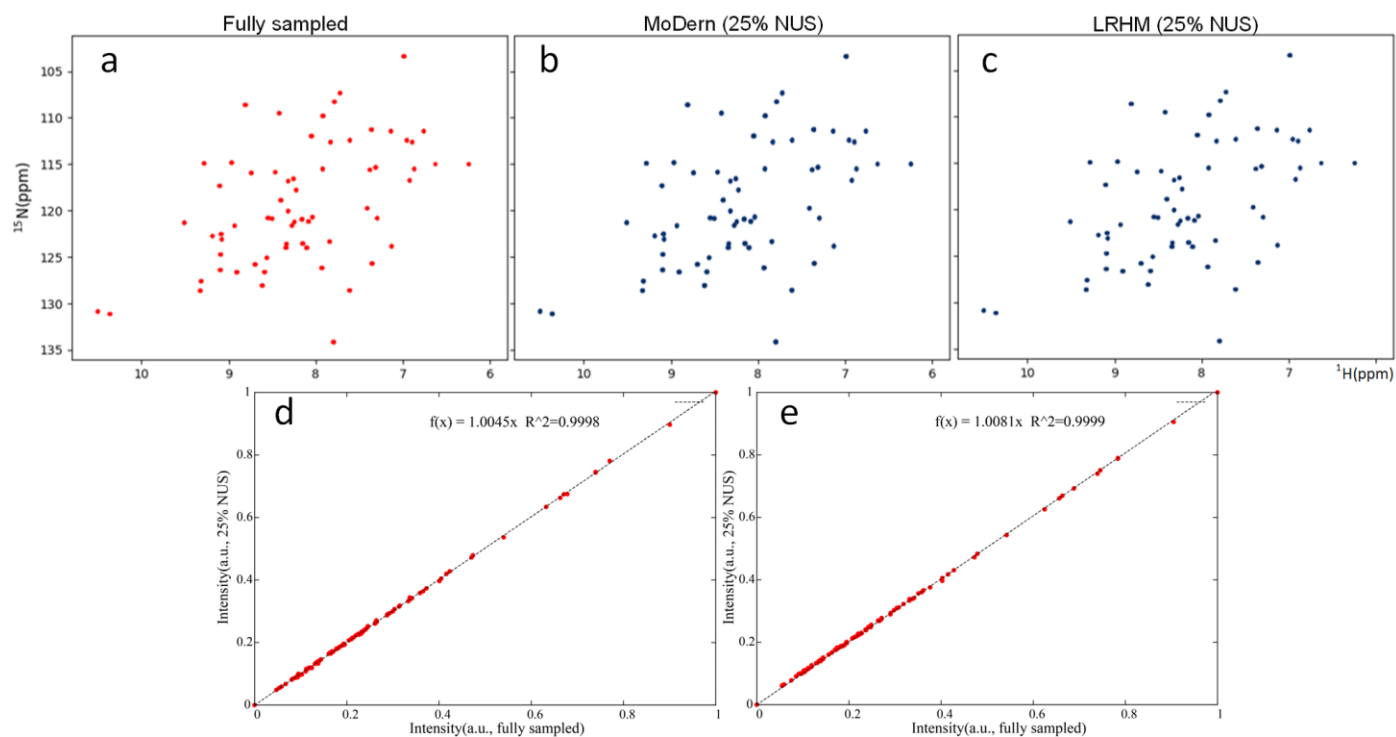 Fully sampled
MoDern (25% NUS)
LRHM (25% NUS)
a
b
c
105
110
115
120
125
130
135
¹⁵N(ppm)
10
9
8
7
6
10
9
8
7
6
10
9
8
7
¹H(ppm)
d
f(x) = 1.0045x R^2=0.9998
1
0.8
0.6
0.4
0.2
0
Intensity(a.u., 25% NUS)
0
0.2
0.4
0.6
0.8
1
Intensity(a.u., fully sampled)
e
f(x) = 1.0081x R^2=0.9999
1
0.8
0.6
0.4
0.2
0
Intensity(a.u., 25% NUS)
0
0.2
0.4
0.6
0.8
1
Intensity(a.u., fully sampled)